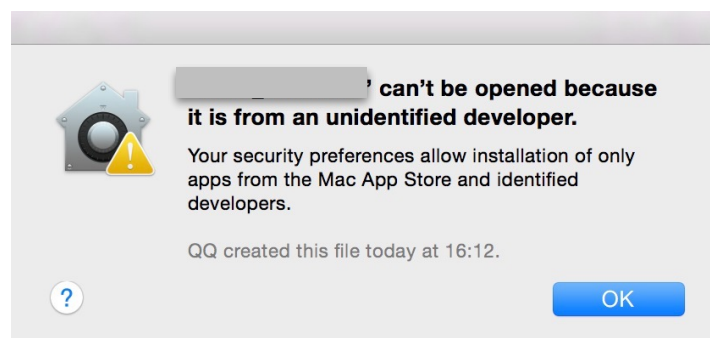 ’ can’t be opened because
it is from an unidentified developer.
Your security preferences allow installation of only
apps from the Mac App Store and identified
developers.
QQ created this file today at 16:12.
?
OK